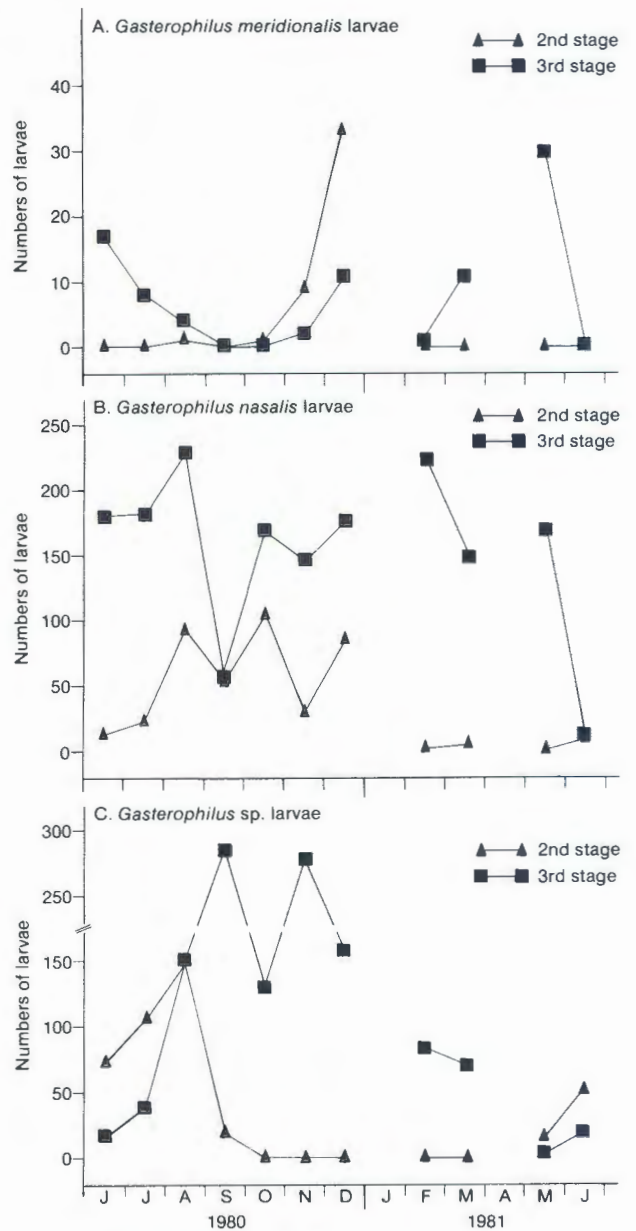 A. Gasterophilus meridionalis larvae
2nd stage
3rd stage
40
30
20
10
0
Numbers of larvae
B. Gasterophilus nasalis larvae
2nd stage
3rd stage
250
200
150
100
50
0
Numbers of larvae
C. Gasterophilus sp. larvae
2nd stage
3rd stage
300
250
150
100
50
0
Numbers of larvae
J J A S O N D J F M A M J
1980 1981